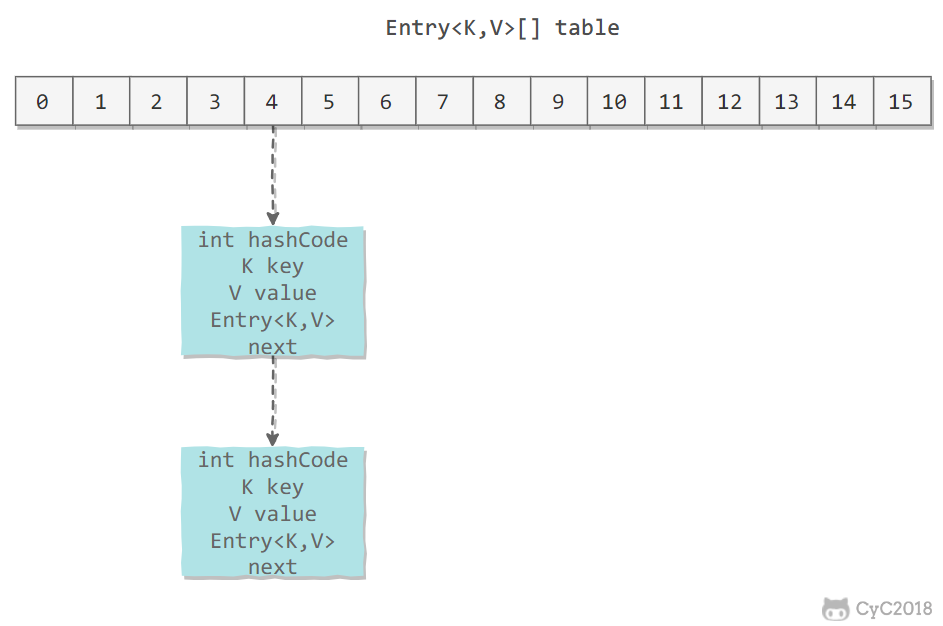 Entry<K,V>[] table
0 1 2 3 4 5 6 7 8 9 10 11 12 13 14 15
int hashCode
K key
V value
Entry<K,V>
next
int hashCode
K key
V value
Entry<K,V>
next
CyC2018